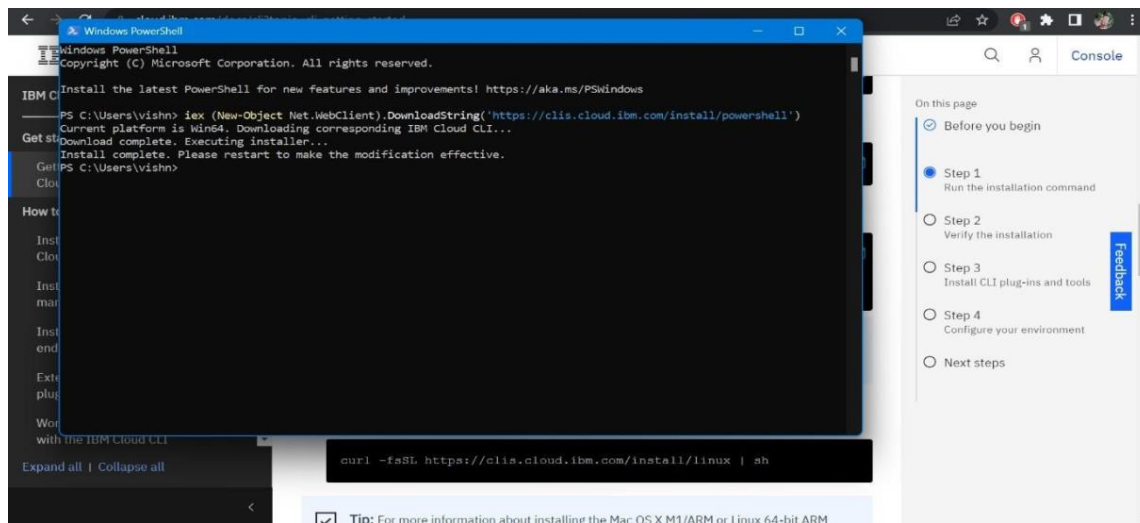 Windows PowerShell
Windows PowerShell
Copyright (C) Microsoft Corporation. All rights reserved.
Install the latest PowerShell for new features and improvements! https://aka.ms/PSWindows
PS C:\Users\vishn> iex (New-Object Net.WebClient).DownloadString('https://clis.cloud.ibm.com/install/powershell')
Current platform is Win64. Downloading corresponding IBM Cloud CLI...
Download complete. Executing installer...
Install complete. Please restart to make the modification effective.
PS C:\Users\vishn>
Console
IBM
Get
How to
with the IBM Cloud CLI
Expand all | Collapse all
curl -fsSL https://clis.cloud.ibm.com/install/linux | sh
Tip: For more information about installing the Mac OS X M1/ARM or Linux 64-bit ARM
On this page
Before you begin
Step 1
Run the installation command
Step 2
Verify the installation
Step 3
Install CLI plug-ins and tools
Step 4
Configure your environment
Next steps
Feedback